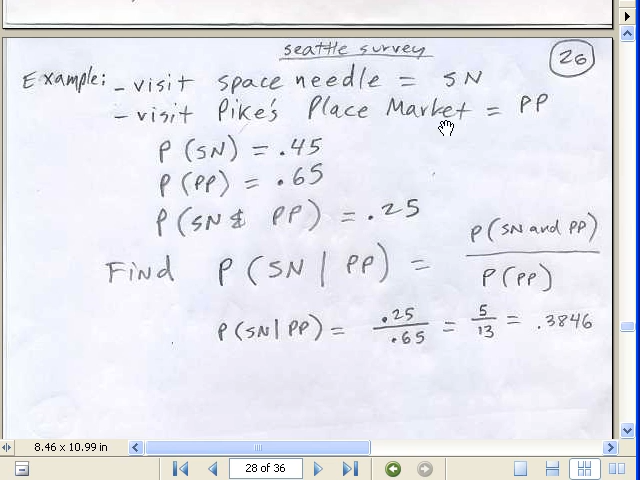 seattle survey
26
Example: - visit space needle = SN
- visit Pike's Place Market = PP
P (SN) = .45
P (PP) = .65
P (SN & PP) = .25
Find P (SN | PP) = P(SN and PP) / P(PP)
P(SN | PP) = .25 / .65 = 5/13 = .3846
8.46 x 10.99 in
28 of 36